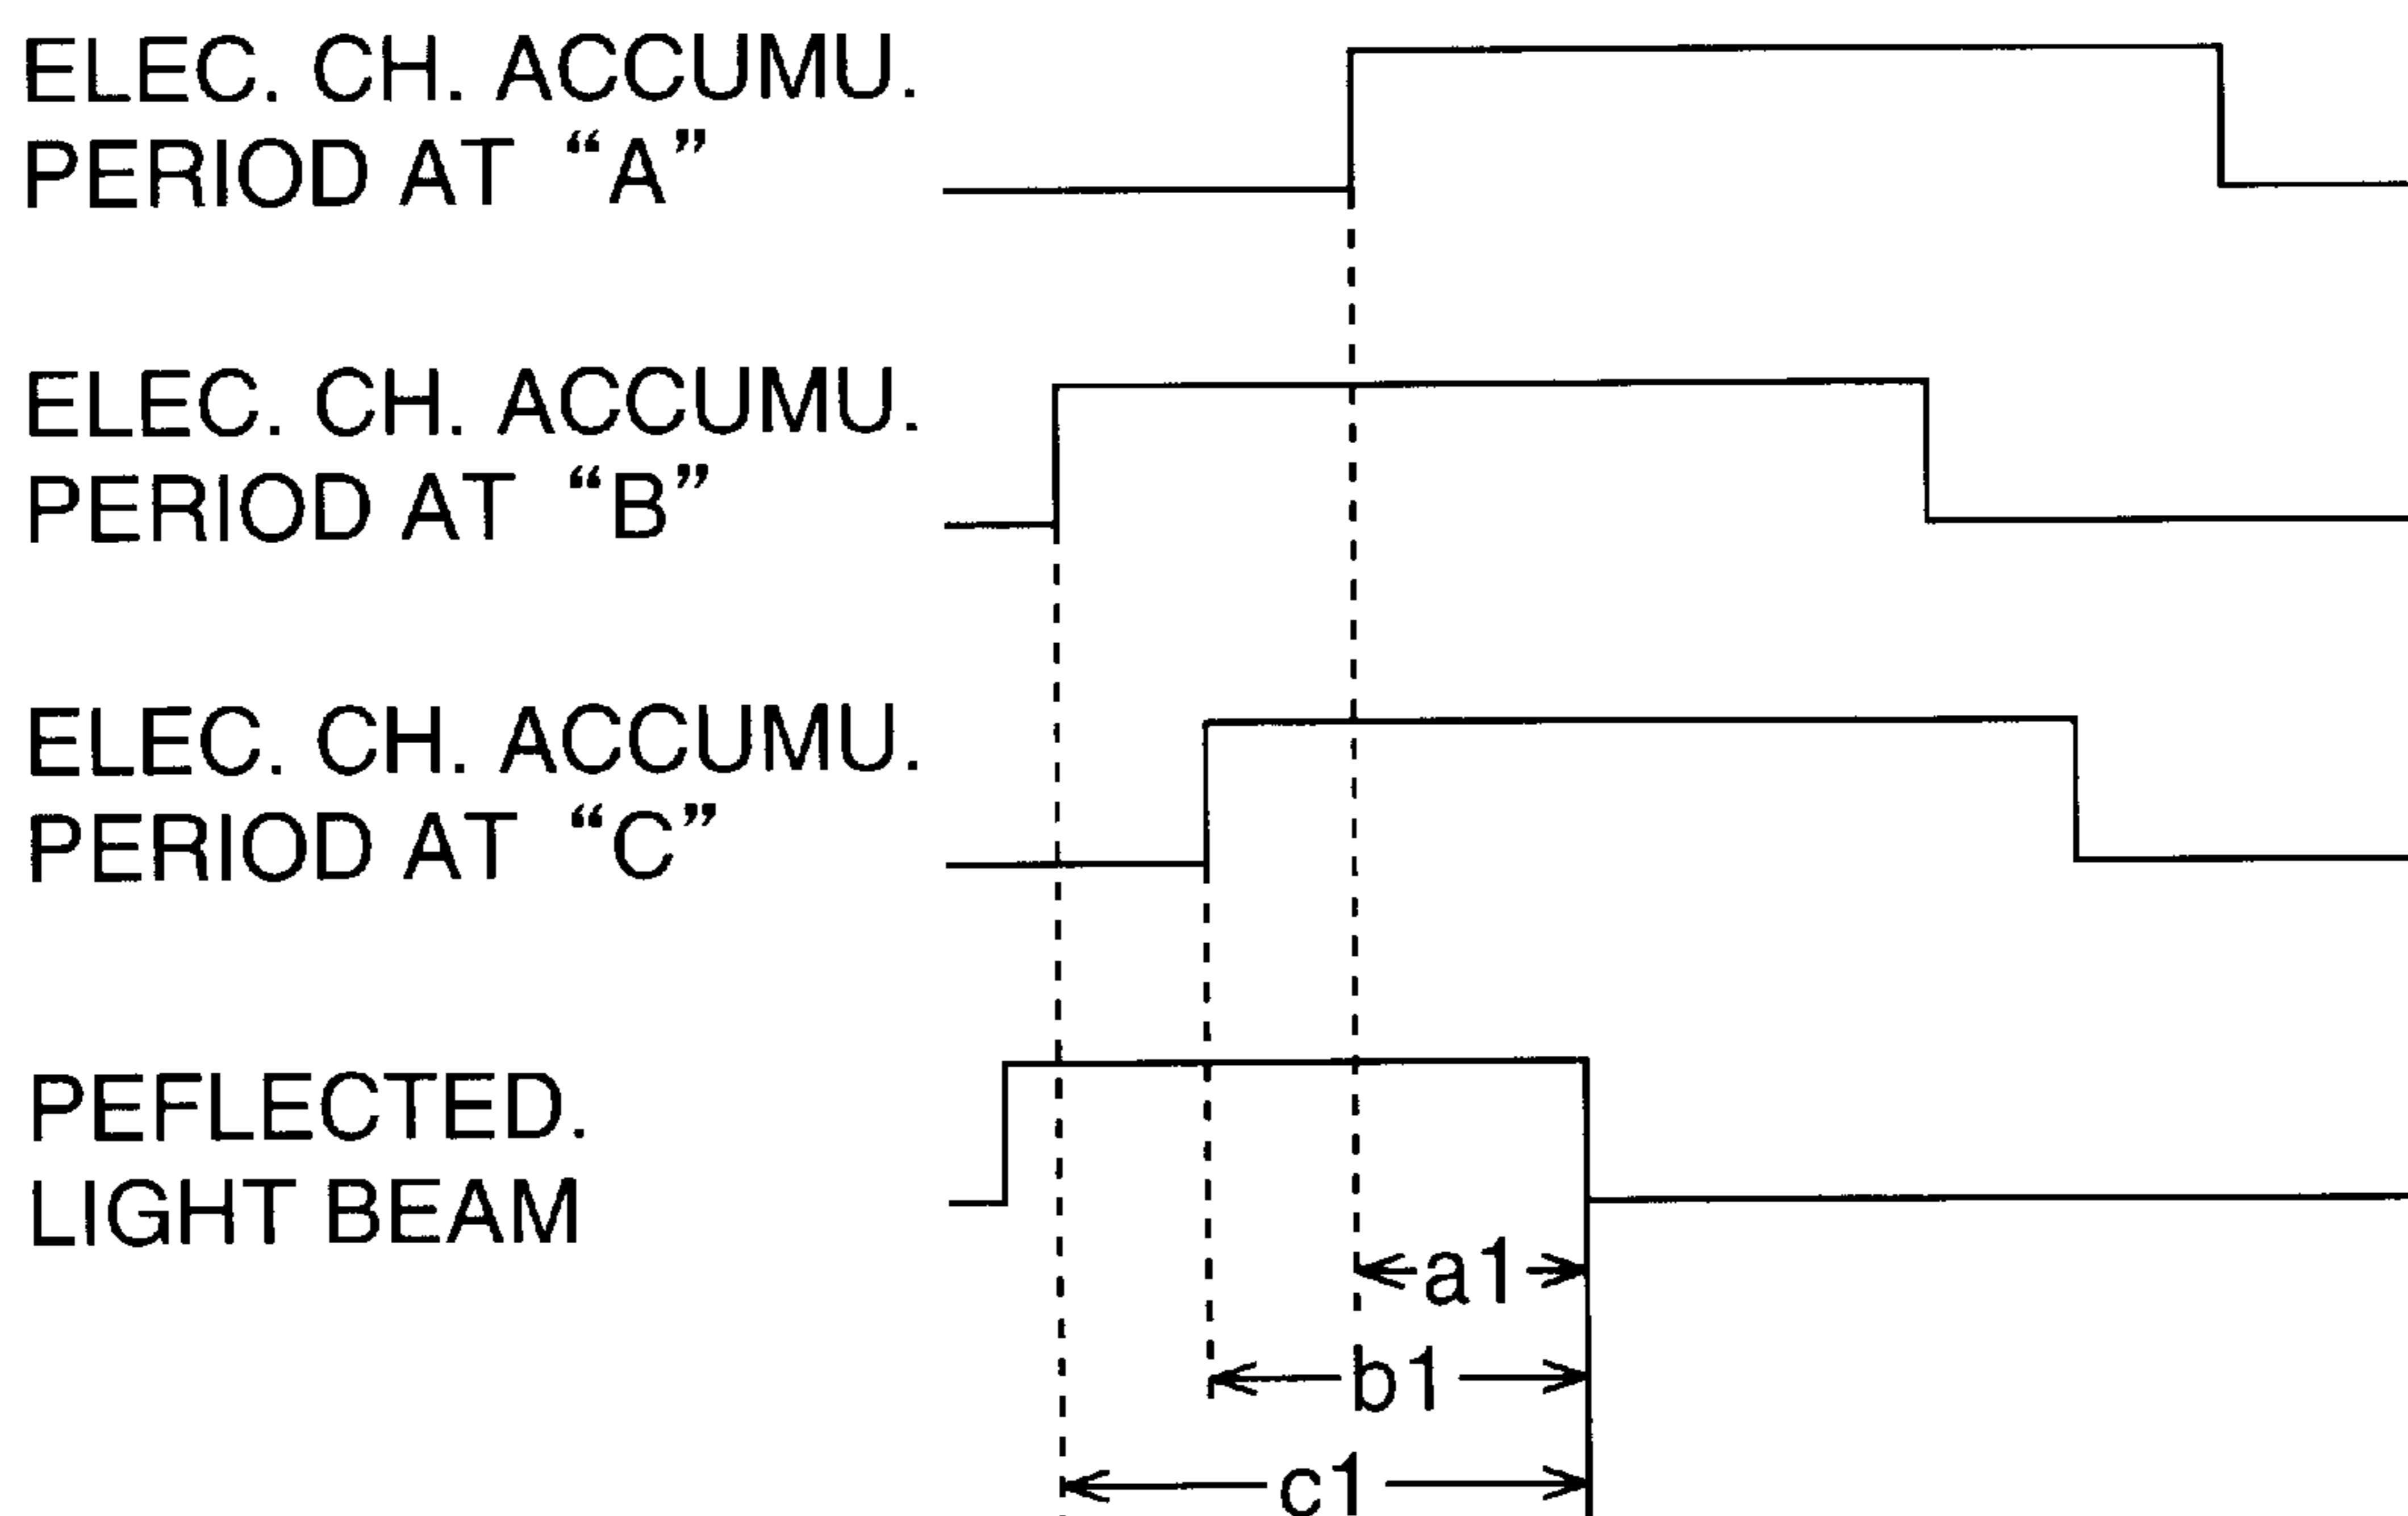 ELEC. CH. ACCUMU.
PERIOD AT “A”
ELEC. CH. ACCUMU.
PERIOD AT “B”
ELEC. CH. ACCUMU.
PERIOD AT “C”
PEFLECTED.
LIGHT BEAM
a1
b1
c1